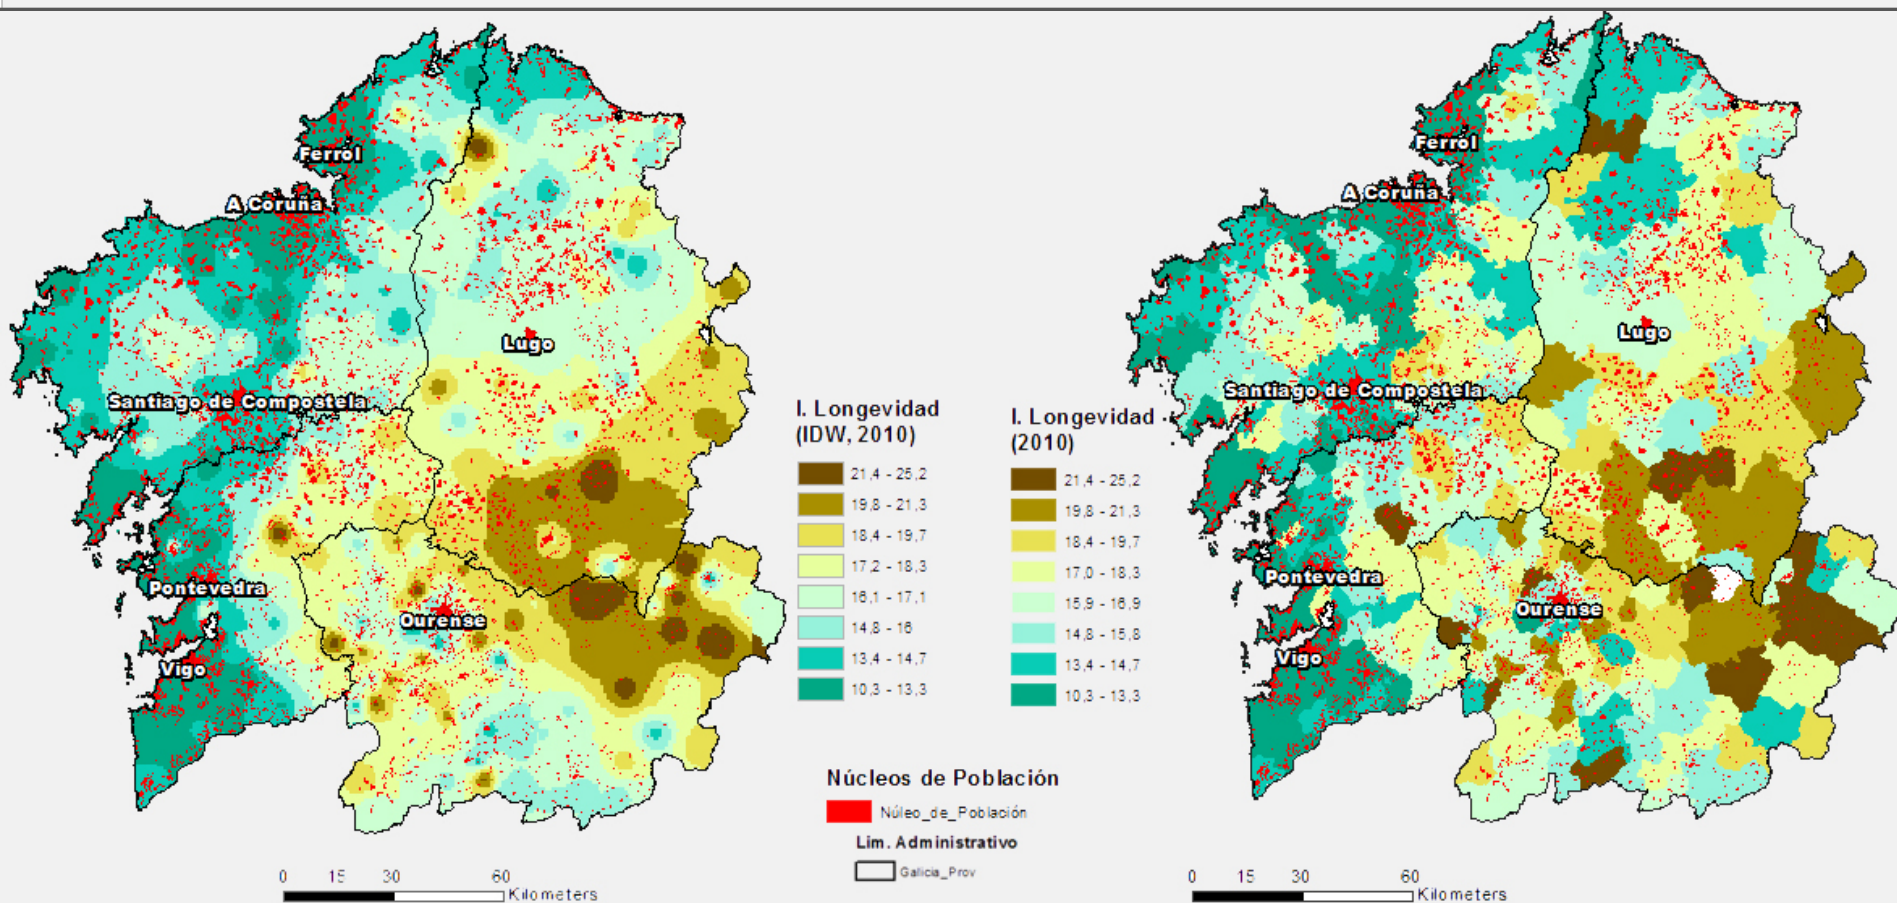 Ferrol
A Coruña
Lugo
Santiago de Compostela
Pontevedra
Ourense
Vigo
0 15 30 60
Kilometers
I. Longevidad
(IDW, 2010)
21,4 - 25,2
19,8 - 21,3
18,4 - 19,7
17,2 - 18,3
16,1 - 17,1
14,8 - 16
13,4 - 14,7
10,3 - 13,3
I. Longevidad
(2010)
21,4 - 25,2
19,8 - 21,3
18,4 - 19,7
17,0 - 18,3
15,9 - 16,9
14,8 - 15,8
13,4 - 14,7
10,3 - 13,3
Núcleos de Población
Núleo_de_Población
Lim. Administrativo
Galicia_Prov
Ferrol
A Coruña
Lugo
Santiago de Compostela
Pontevedra
Ourense
Vigo
0 15 30 60
Kilometers